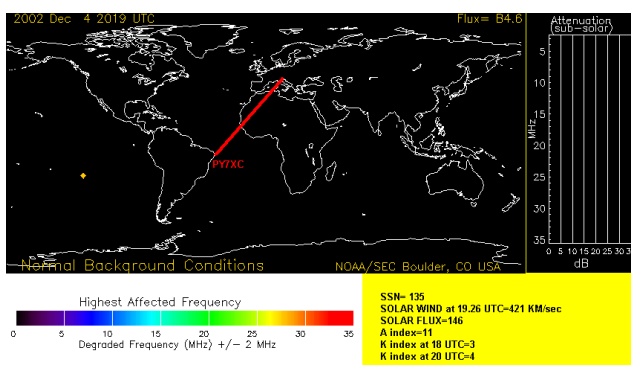 2002 Dec 4 2019 UTC
Flux= B4.6
Attenuation
(sub-solar)
5
10
15
20
25
30
35
MHz
0 5 10 15 20 25 30 3
dB
PY7XC
Normal Background Conditions
NOAA/SEC Boulder, CO USA
Highest Affected Frequency
0 5 10 15 20 25 30 35
Degraded Frequency (MHz) +/- 2 MHz
SSN= 135
SOLAR WIND at 19.26 UTC=421 KM/sec
SOLAR FLUX=146
A index=11
K index at 18 UTC=3
K index at 20 UTC=4